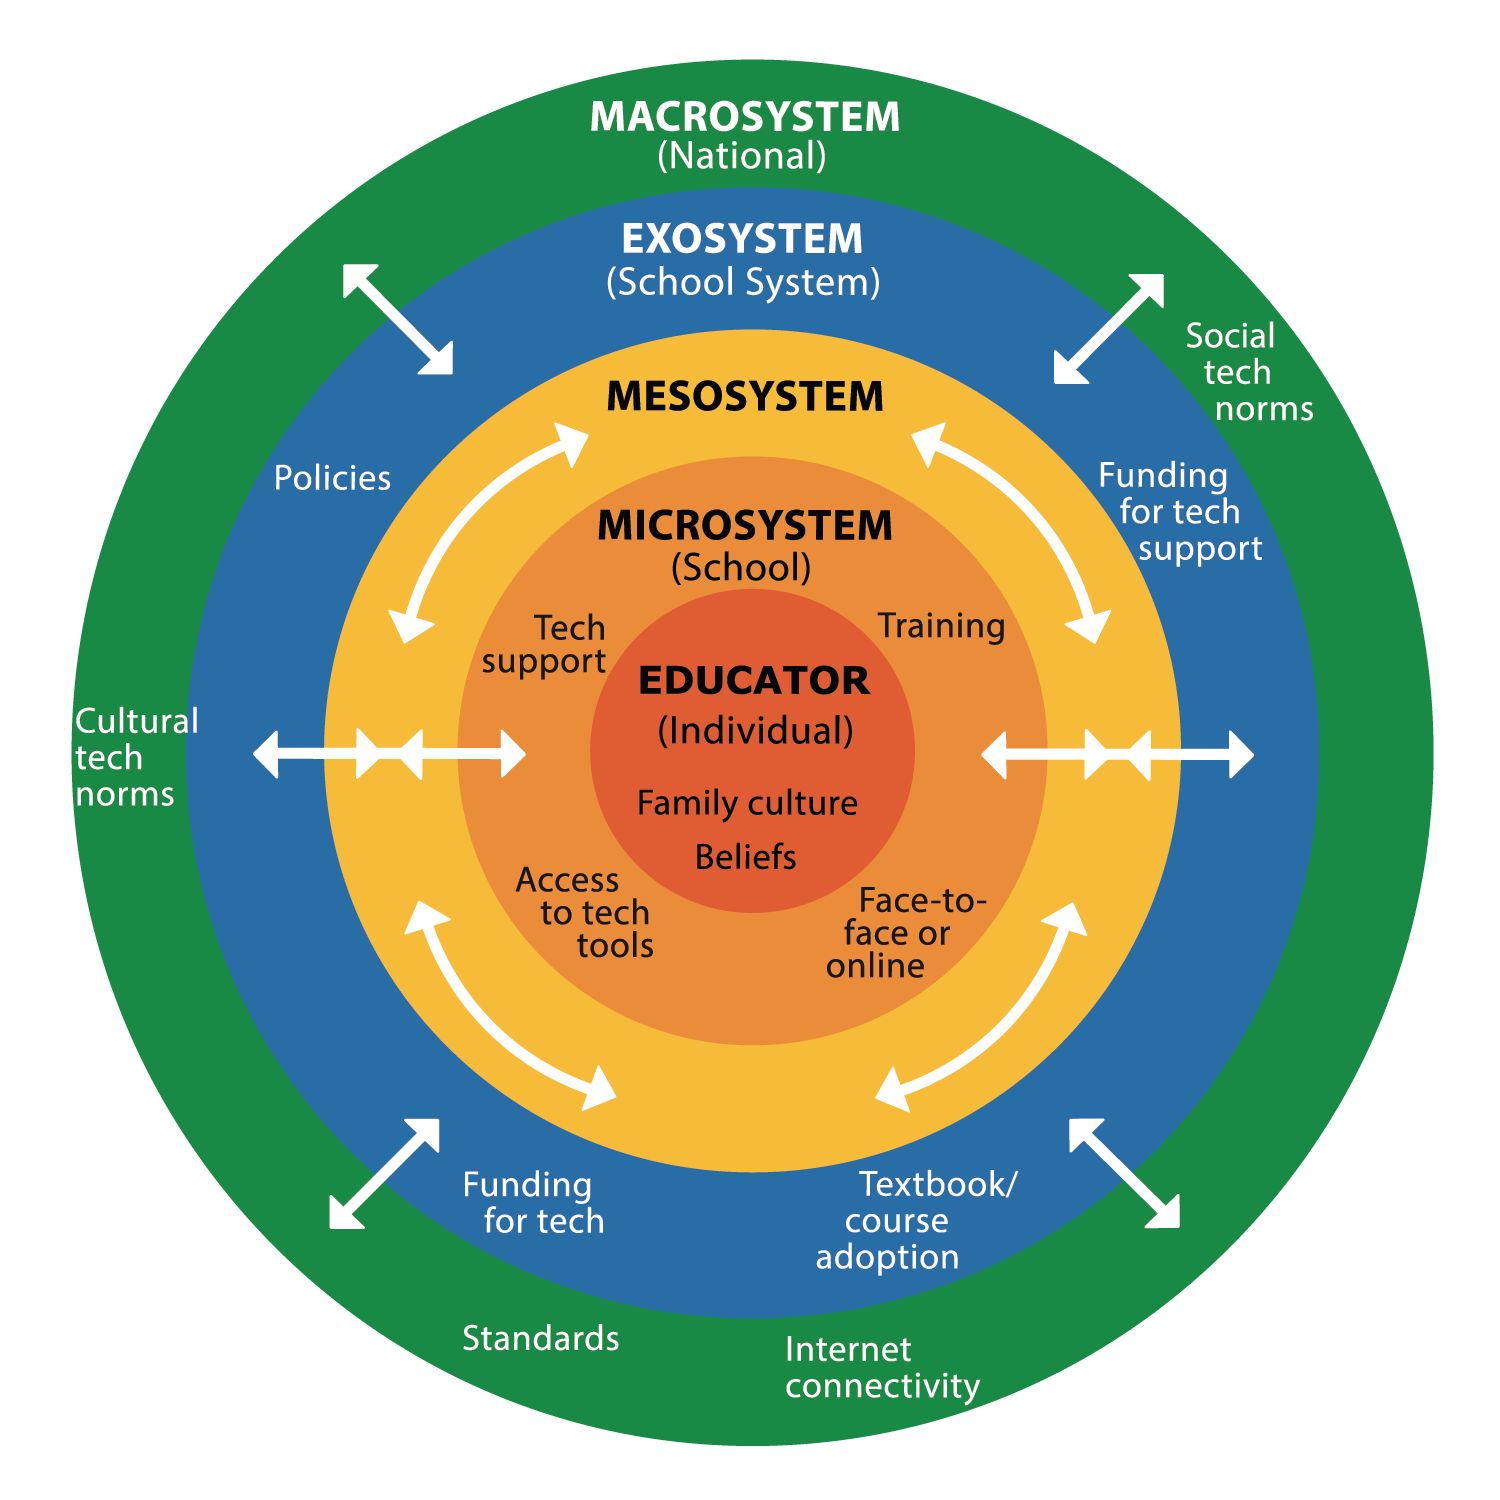 MACROSYSTEM
(National)
EXOSYSTEM
(School System)
Social
tech
norms
MESOSYSTEM
Policies
Funding
for tech
support
MICROSYSTEM
(School)
Tech
support
Training
EDUCATOR
(Individual)
Cultural
tech
norms
Family culture
Beliefs
Access
to tech
tools
Face-to-
face or
online
Funding
for tech
Textbook/
course
adoption
Standards
Internet
connectivity